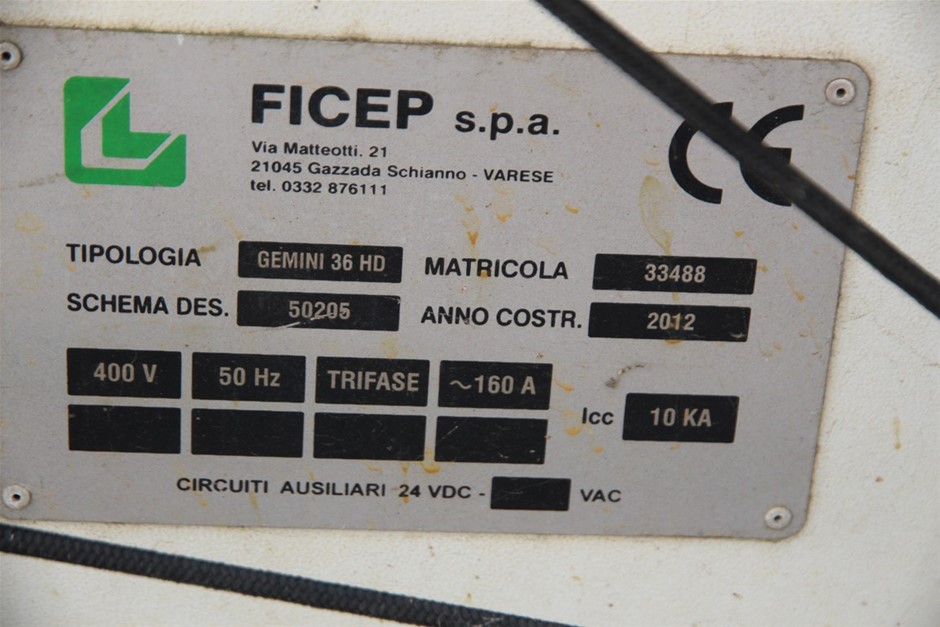 FICEP s.p.a.
Via Matteotti. 21
21045 Gazzada Schianno - VARESE
tel. 0332 876111
CE
TIPOLOGIA GEMINI 36 HD MATRICOLA 33488
SCHEMA DES. 50205 ANNO COSTR. 2012
400 V 50 Hz TRIFASE ~160 A
Icc 10 KA
CIRCUITI AUSILIARI 24 VDC - VAC